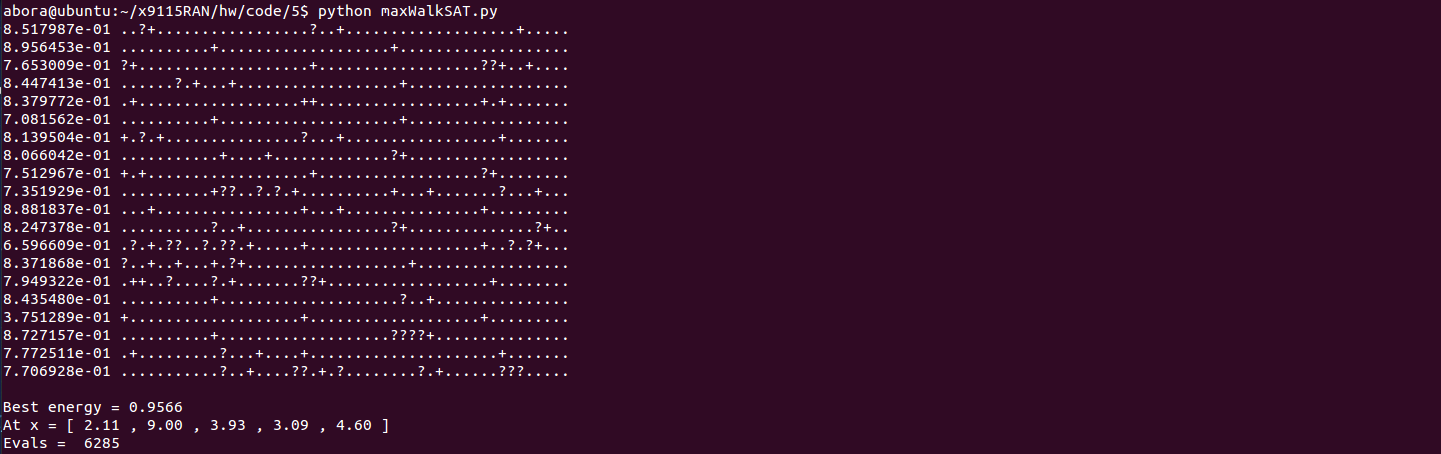 abora@ubuntu:~/x9115RAN/hw/code/5$ python maxWalkSAT.py
8.517987e-01 ..?+.................?..+...................+.....
8.956453e-01 ..........+...................+...................
7.653009e-01 ?+...................+..................??+..+....
8.447413e-01 ......?.+...+..................+..................
8.379772e-01 .+..................++..................+.+.......
7.081562e-01 ..........+....................+..................
8.139504e-01 +.?.+...............?...+.................+.......
8.066042e-01 ...........+....+.............?+..................
7.512967e-01 +.+..................+..................?+........
7.351929e-01 ..........+??..?.?.+..........+...+.......?...+...
8.881837e-01 ...+................+...+...............+.........
8.247378e-01 ..........?..+................?+..............?+..
6.596609e-01 .?.+.??..?.??.+.....+...................+..?.?+...
8.371868e-01 ?..+..+...+.?+..................+.................
7.949322e-01 .++..?....?.+.......??+..................+........
8.435480e-01 ..........+....................?..+...............
3.751289e-01 +...................+...................+.........
8.727157e-01 ..........+...................????+...............
7.772511e-01 .+.........?...+....+.....................+.......
7.706928e-01 ...........?..+....??.+.?........?.+......???.....
Best energy = 0.9566
At x = [ 2.11 , 9.00 , 3.93 , 3.09 , 4.60 ]
Evals =  6285